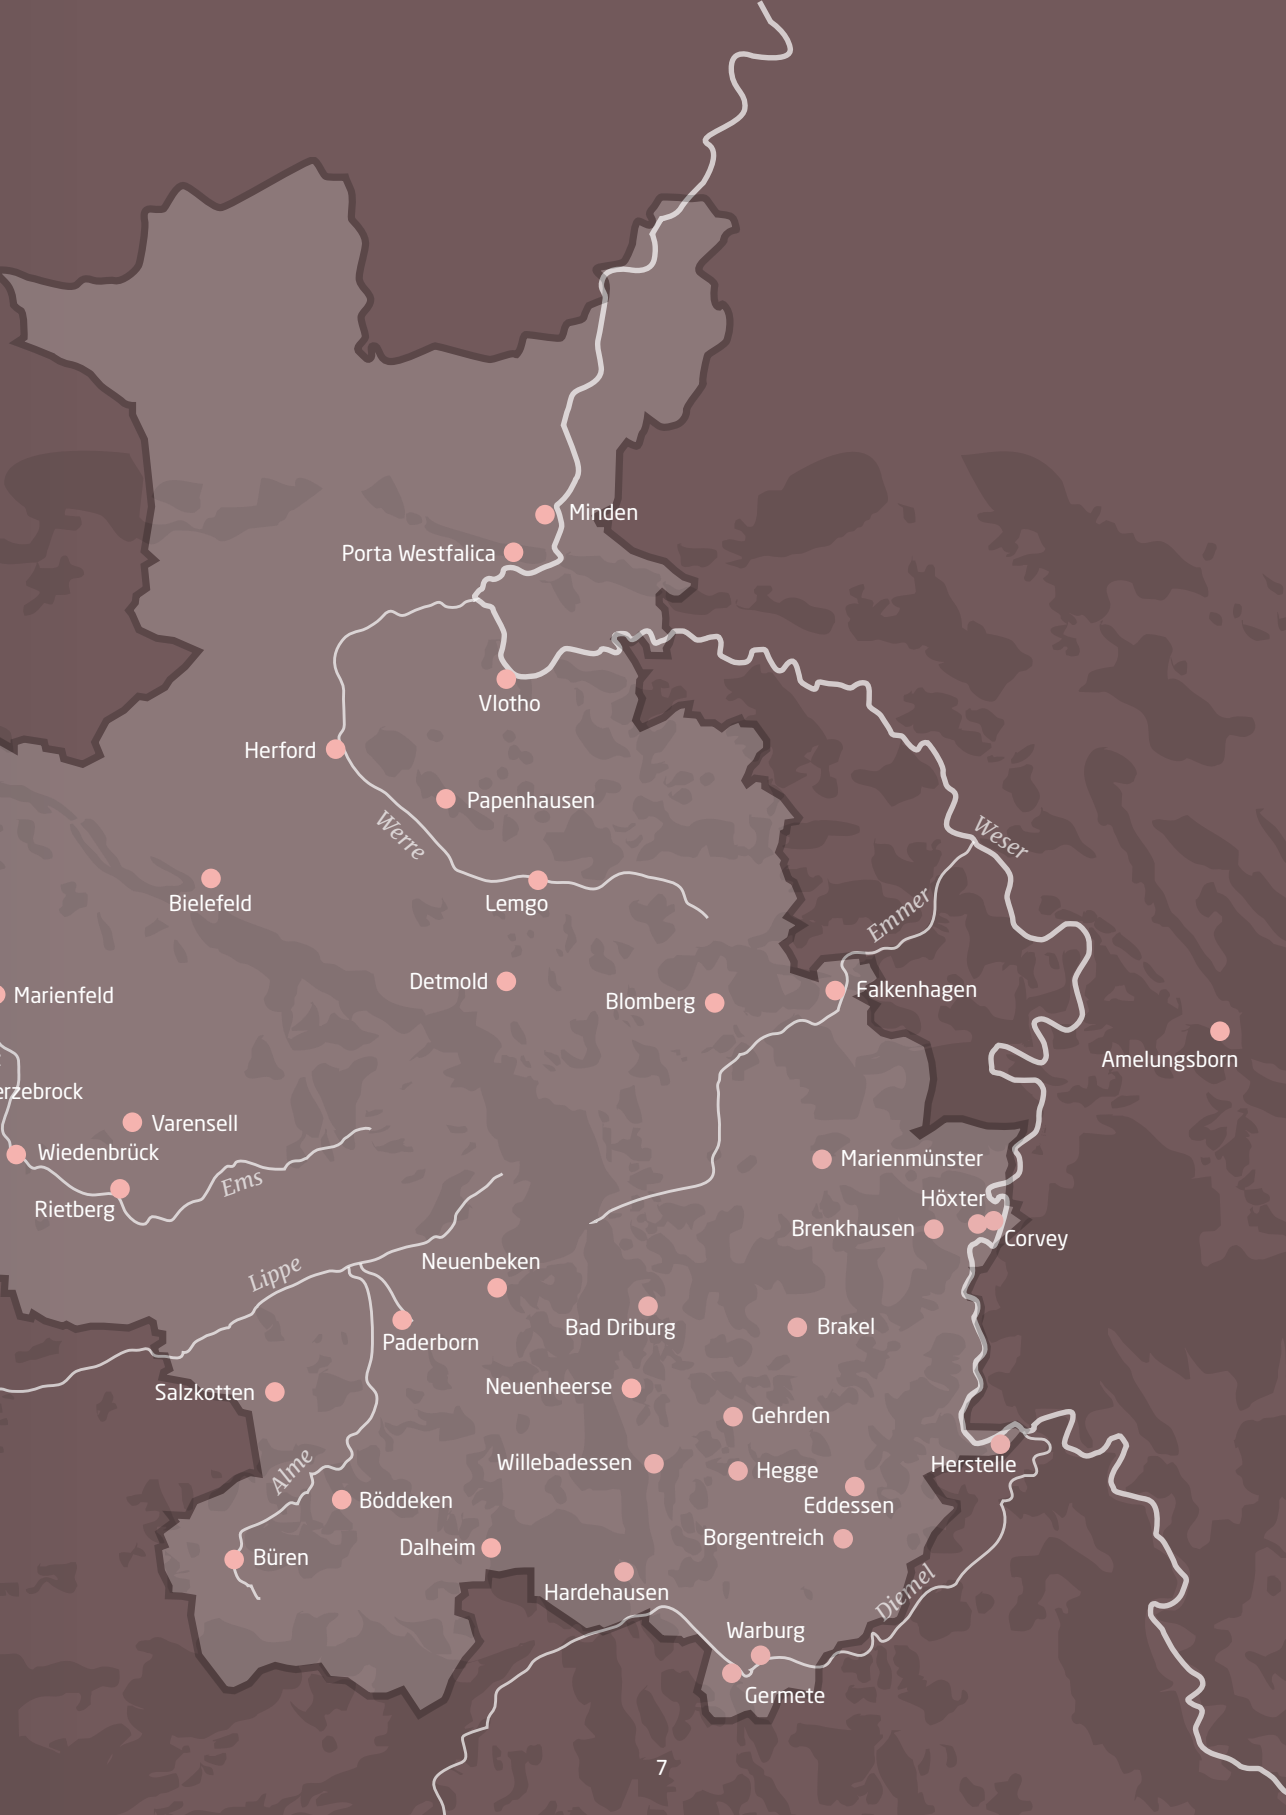 Minden
Porta Westfalica
Vlotho
Herford
Papenhausen
Werre
Weser
Bielefeld
Lemgo
Emmer
Detmold
Blomberg
Falkenhagen
Marienfeld
Amelungsborn
erzebrock
Varensell
Wiedenbrück
Marienmünster
Ems
Höxter
Rietberg
Brenkhausen
Corvey
Lippe
Neuenbeken
Bad Driburg
Brakel
Paderborn
Salzkotten
Neuenheerse
Gehrden
Alme
Willebadessen
Hegge
Herstelle
Böddeken
Eddessen
Borgentreich
Dalheim
Büren
Hardehausen
Diemel
Warburg
Germete
7